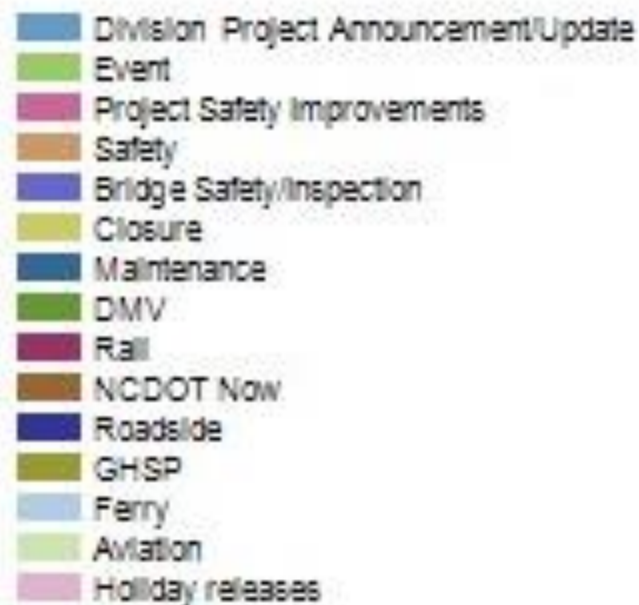 Division Project Announcement/Update
Event
Project Safety Improvements
Safety
Bridge Safety/Inspection
Closure
Maintenance
DMV
Rail
NCDOT Now
Roadside
GHSP
Ferry
Aviation
Holiday releases